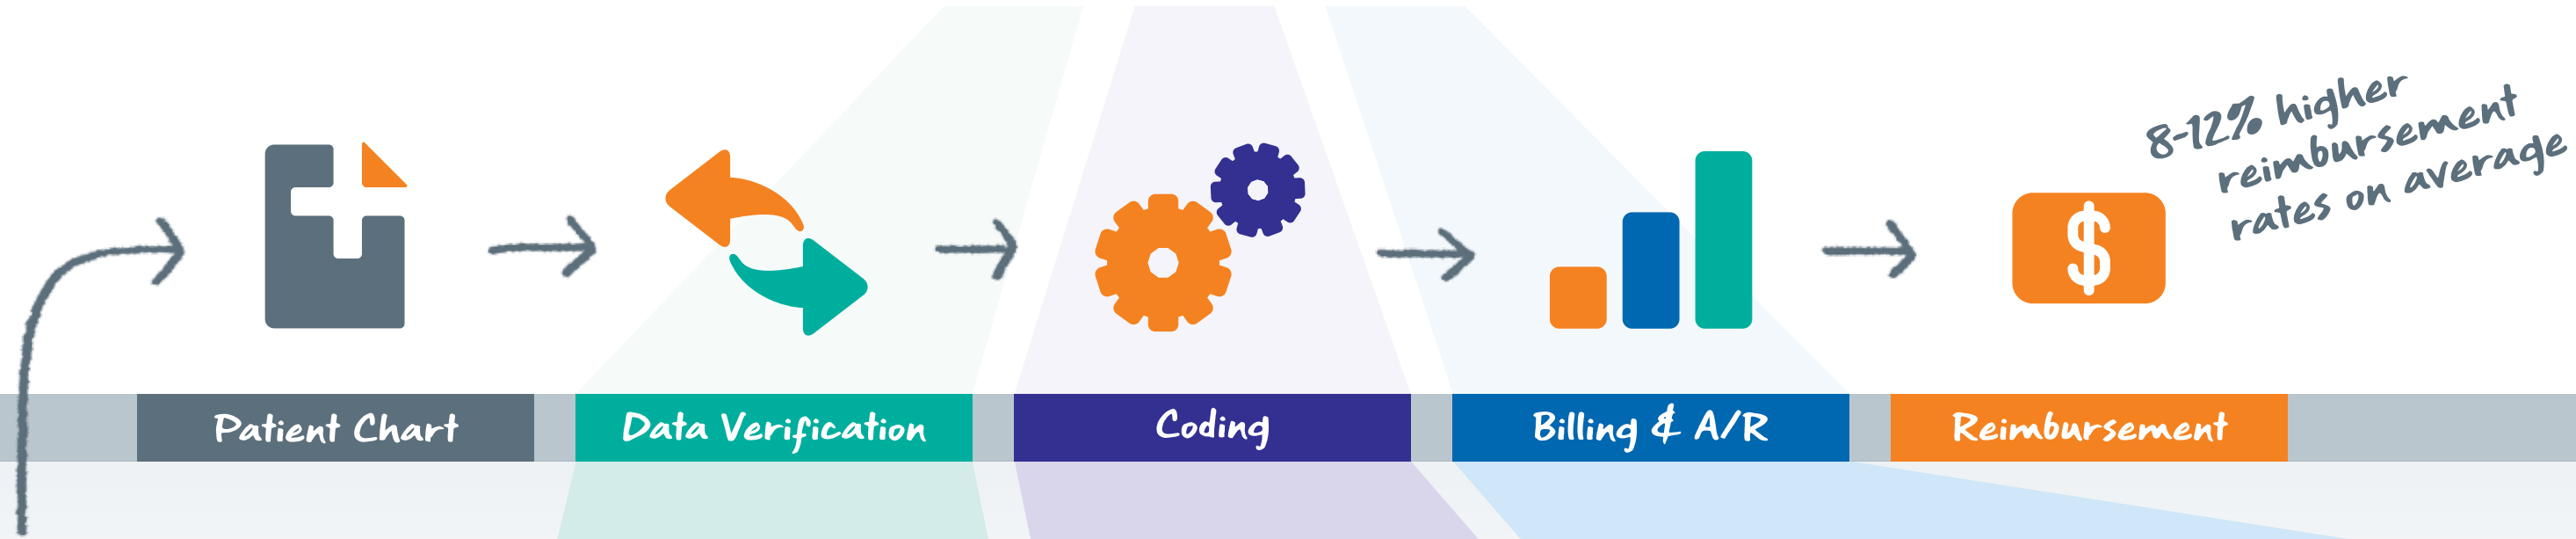 8-12% higher
reimbursement
rates on average
$
Patient Chart
Data Verification
Coding
Billing & A/R
Reimbursement